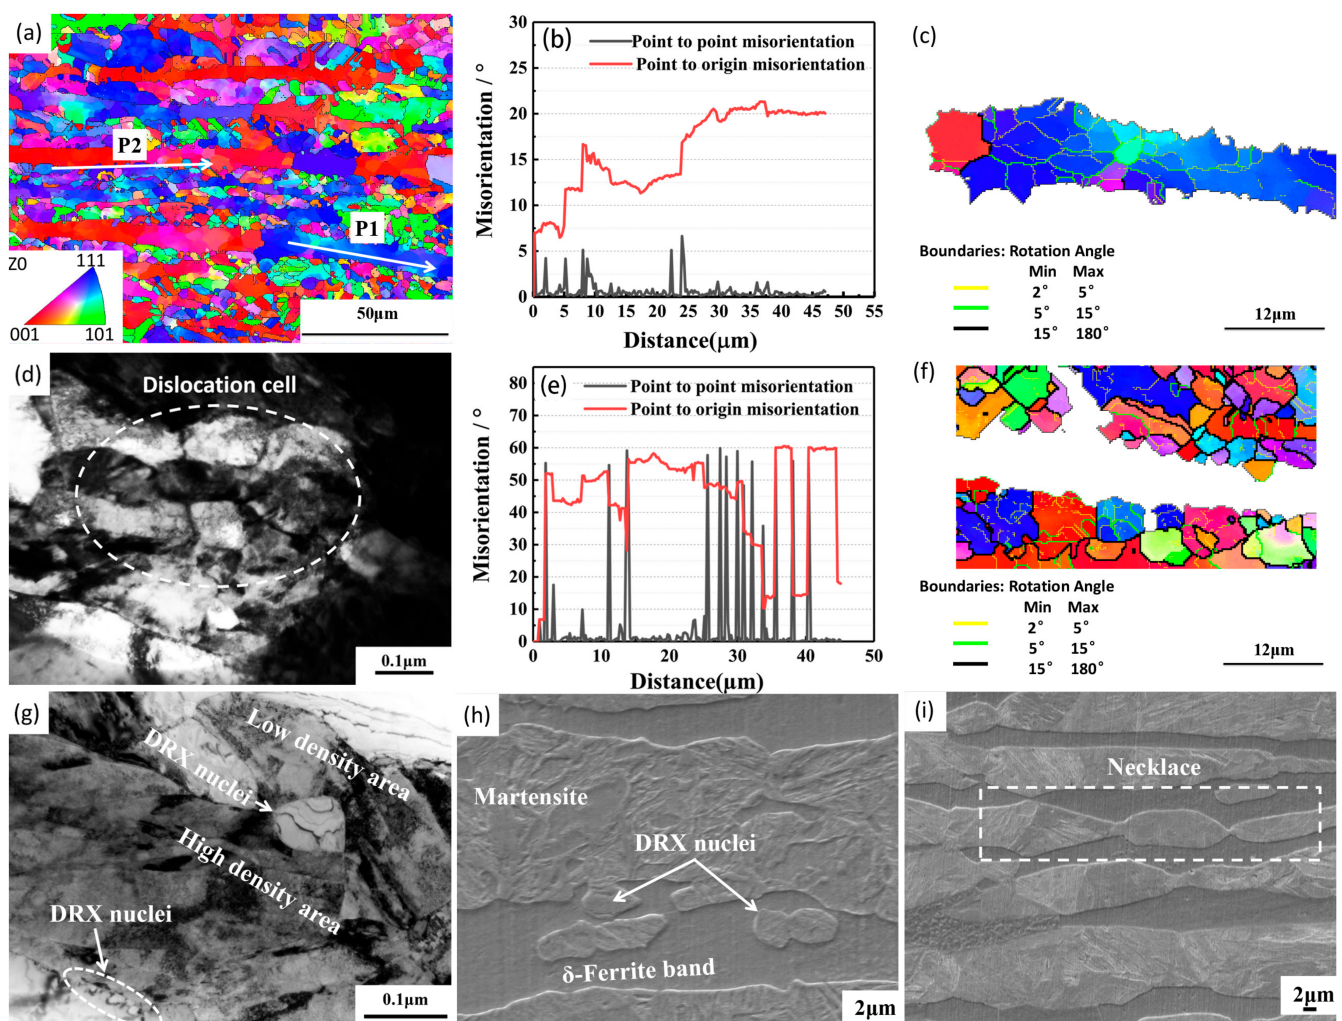 (a)
P2
P1
Z0
111
001
101
50μm
(b)
Point to point misorientation
Point to origin misorientation
Misorientation / °
30
25
20
15
10
5
0
0 5 10 15 20 25 30 35 40 45 50 55
Distance(μm)
(c)
Boundaries: Rotation Angle
Min Max
2° 5°
5° 15°
15° 180°
12μm
(d)
Dislocation cell
0.1μm
(e)
Point to point misorientation
Point to origin misorientation
Misorientation / °
80
70
60
50
40
30
20
10
0
0 10 20 30 40 50
Distance(μm)
(f)
Boundaries: Rotation Angle
Min Max
2° 5°
5° 15°
15° 180°
12μm
(g)
Low density area
DRX nuclei
High density area
DRX nuclei
0.1μm
(h)
Martensite
DRX nuclei
δ-Ferrite band
2μm
(i)
Necklace
2μm